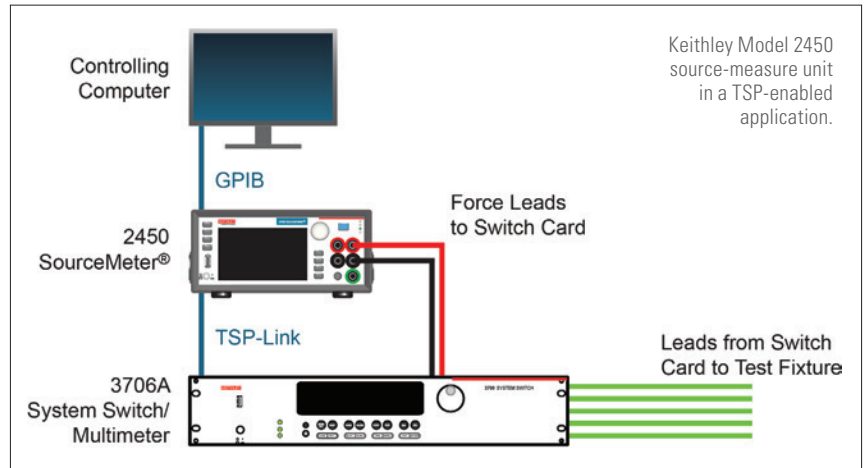 Keithley Model 2450
source-measure unit
in a TSP-enabled
application.
Controlling
Computer
GPIB
2450
SourceMeter®
Force Leads
to Switch Card
TSP-Link
3706A
System Switch/
Multimeter
Leads from Switch
Card to Test Fixture